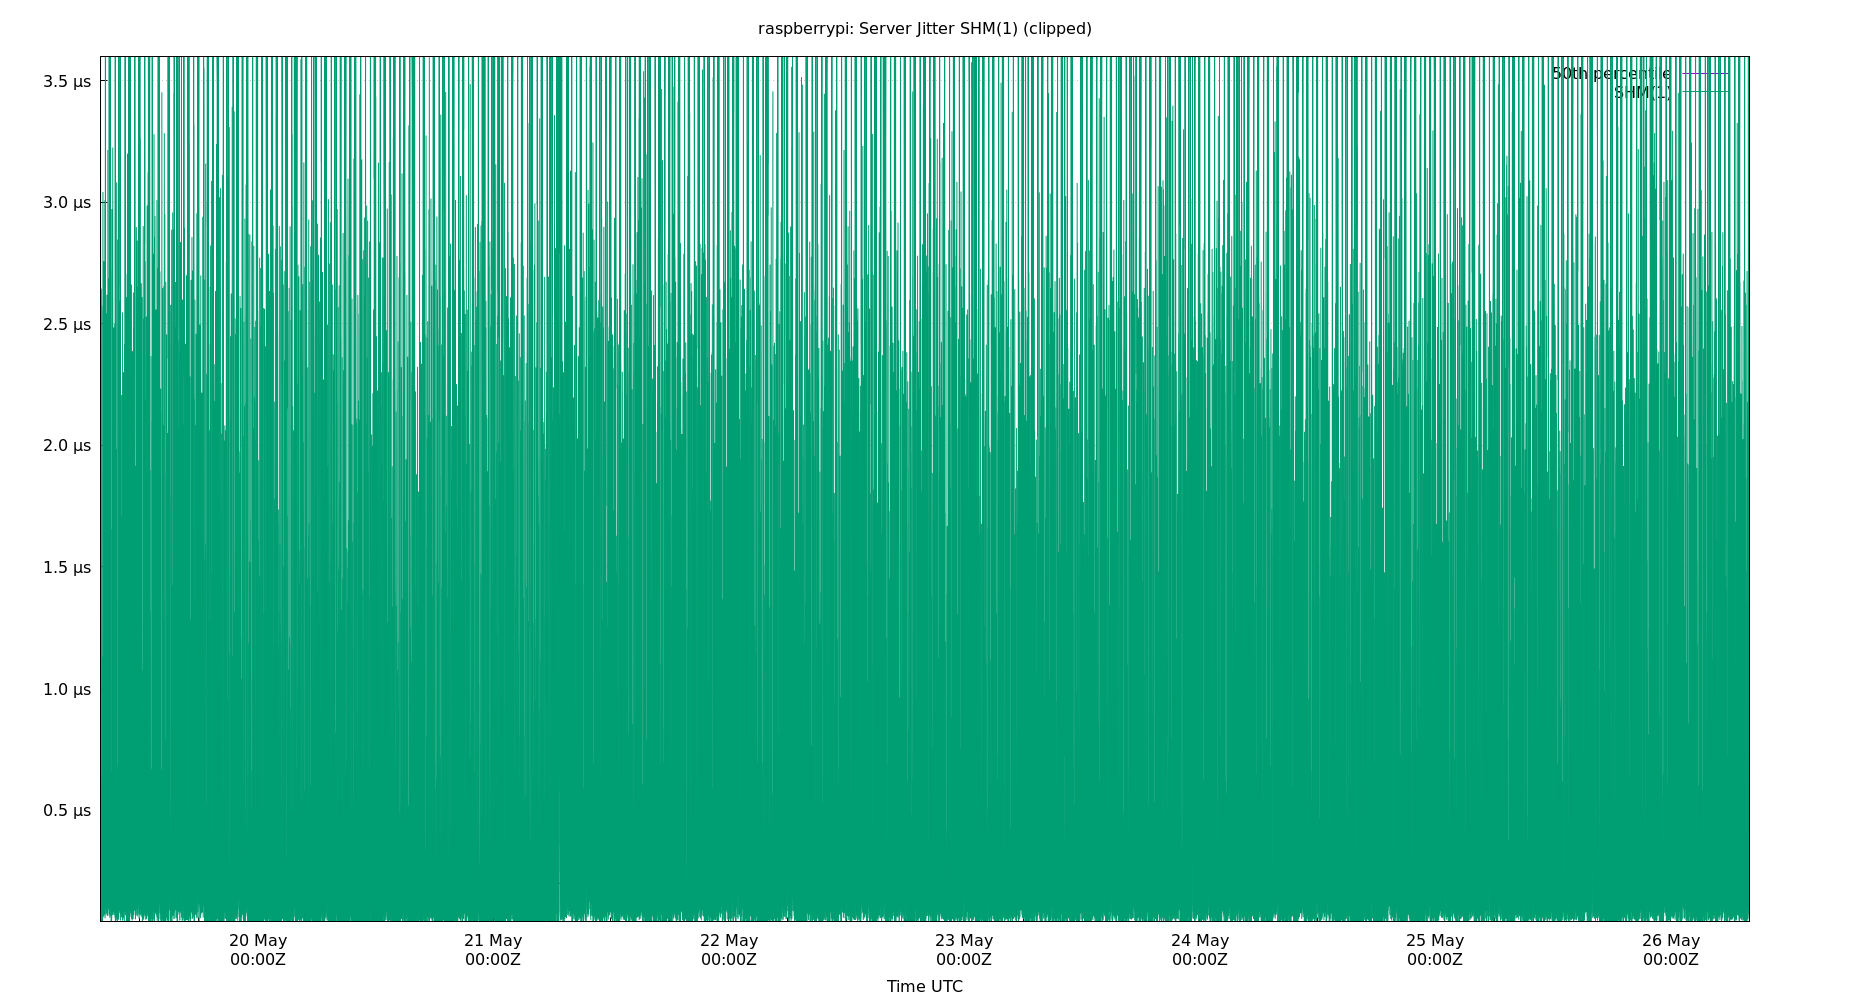 raspberrypi: Server Jitter SHM(1) (clipped)
50th percentile
SHM(1)
3.5 µs
3.0 µs
2.5 µs
2.0 µs
1.5 µs
1.0 µs
0.5 µs
20 May 21 May 22 May 23 May 24 May 25 May 26 May
00:00Z 00:00Z 00:00Z 00:00Z 00:00Z 00:00Z 00:00Z
Time UTC